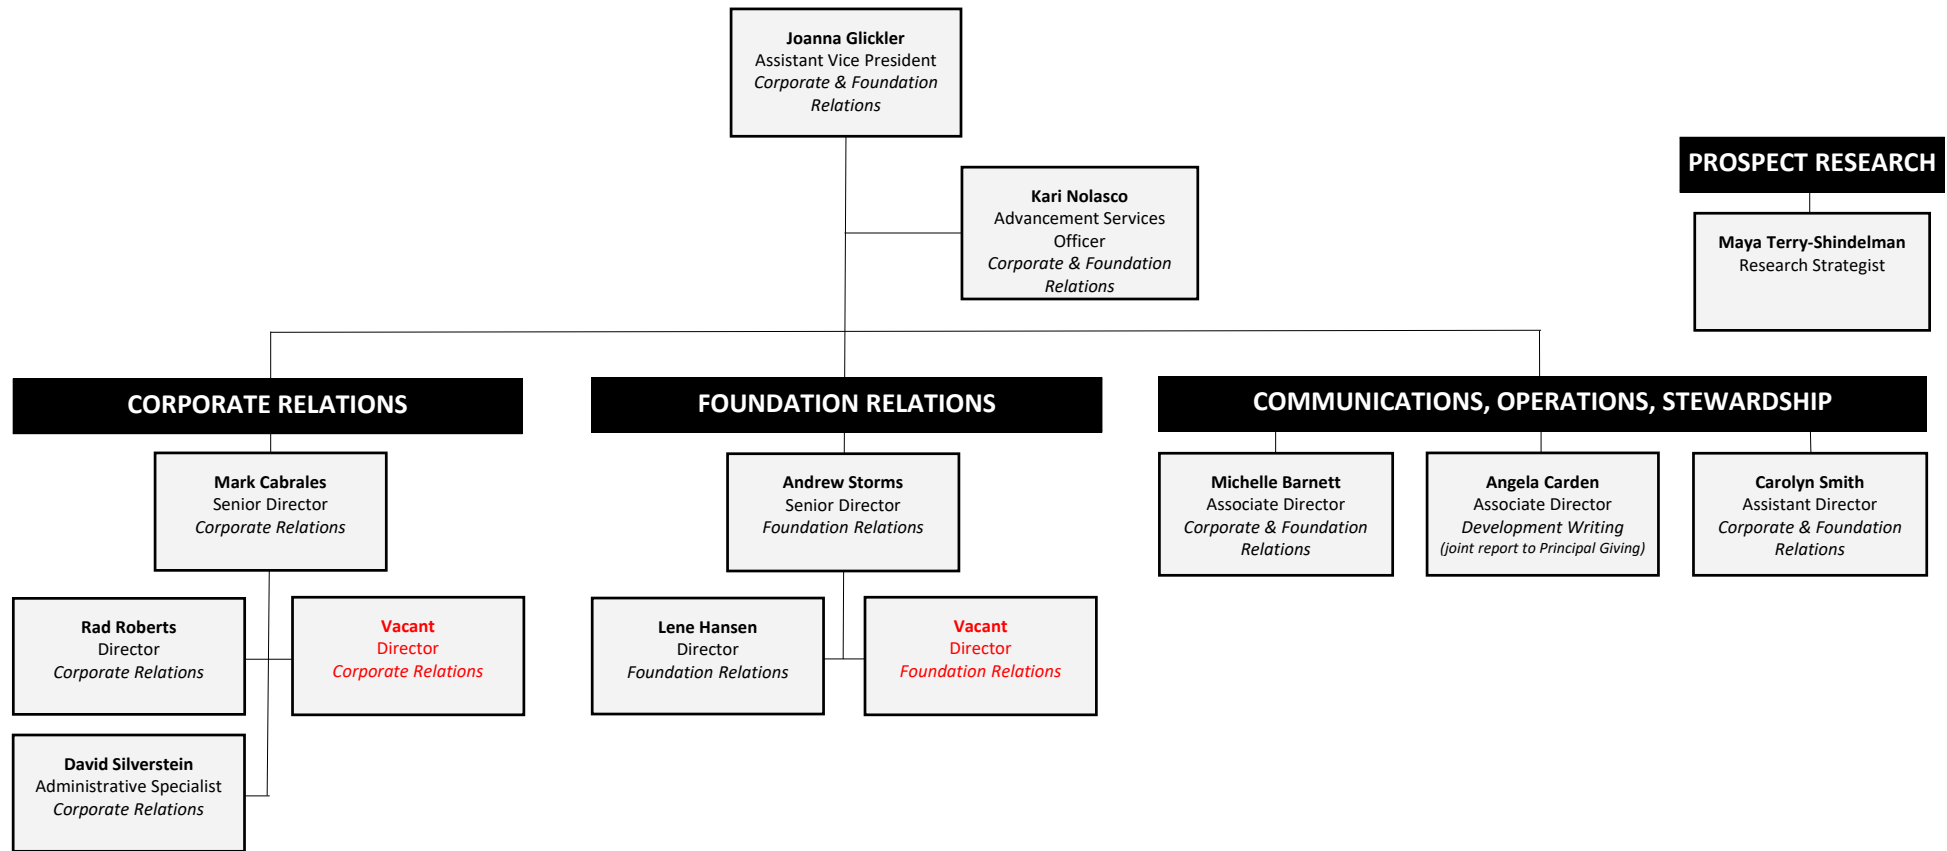 Joanna Glickler
Assistant Vice President
Corporate & Foundation
Relations
Kari Nolasco
Advancement Services
Officer
Corporate & Foundation
Relations
PROSPECT RESEARCH
Maya Terry-Shindelman
Research Strategist
CORPORATE RELATIONS
Mark Cabrales
Senior Director
Corporate Relations
Rad Roberts
Director
Corporate Relations
Vacant
Director
Corporate Relations
David Silverstein
Administrative Specialist
Corporate Relations
FOUNDATION RELATIONS
Andrew Storms
Senior Director
Foundation Relations
Lene Hansen
Director
Foundation Relations
Vacant
Director
Foundation Relations
COMMUNICATIONS, OPERATIONS, STEWARDSHIP
Michelle Barnett
Associate Director
Corporate & Foundation
Relations
Angela Carden
Associate Director
Development Writing
(joint report to Principal Giving)
Carolyn Smith
Assistant Director
Corporate & Foundation
Relations